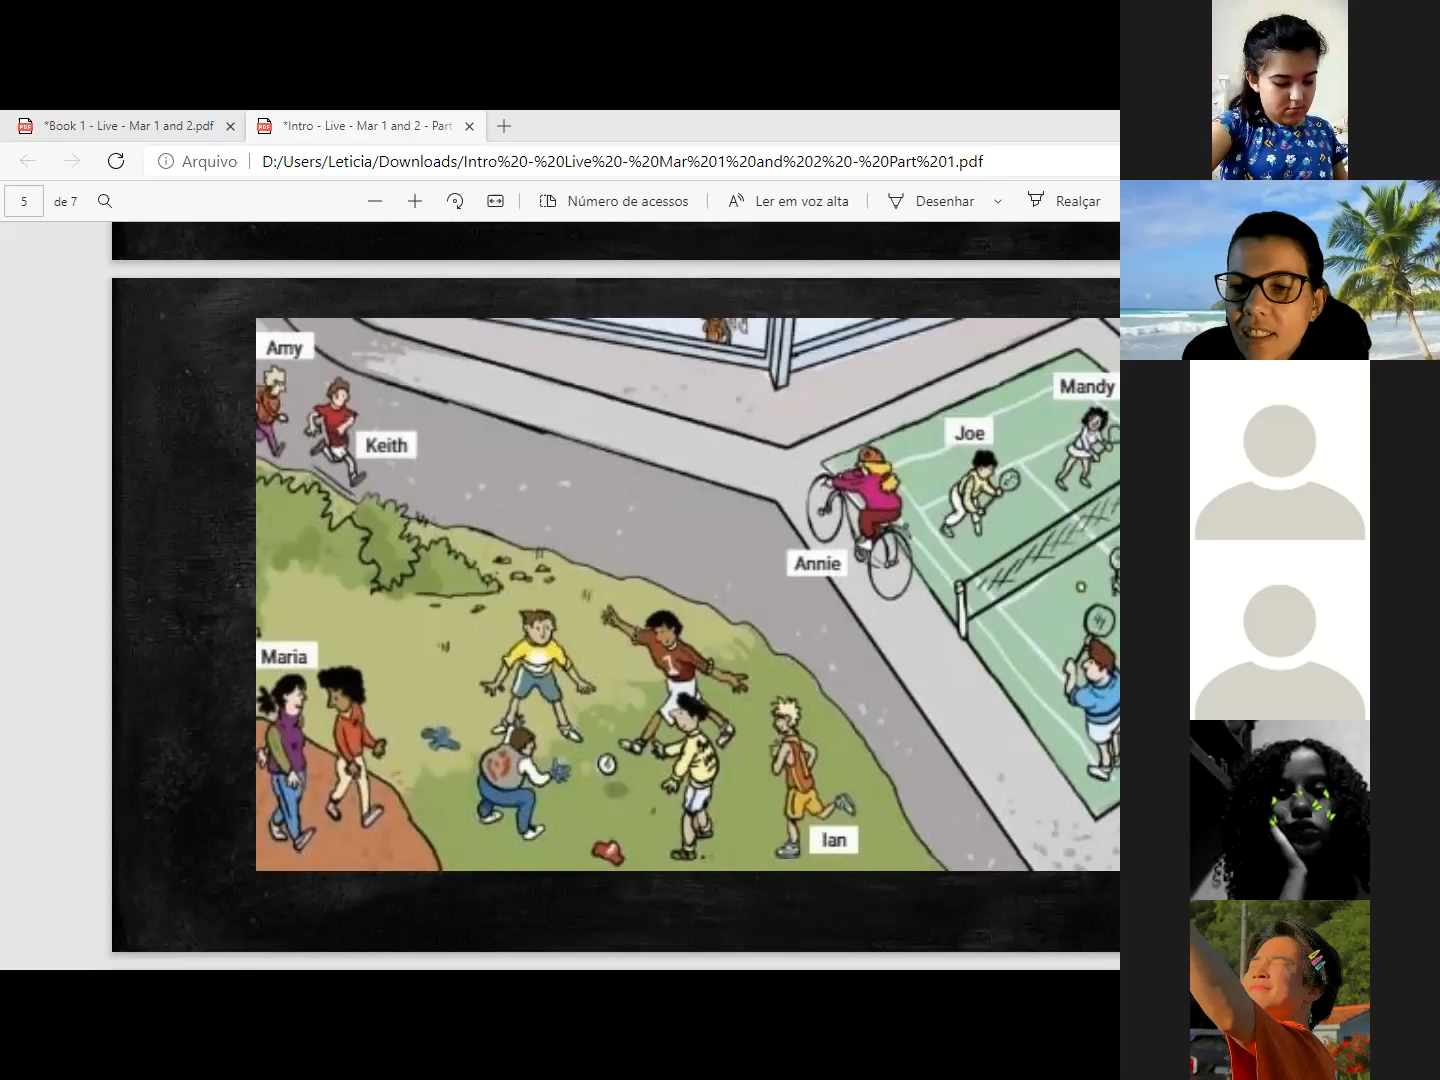 *Book 1 - Live - Mar 1 and 2.pdf
*Intro - Live - Mar 1 and 2 - Part
Arquivo
D:/Users/Leticia/Downloads/Intro%20-%20Live%20-%20Mar%201%20and%202%20-%20Part%201.pdf
5 de 7
Número de acessos
Ler em voz alta
Desenhar
Realçar
Amy
Keith
Mandy
Joe
Annie
Maria
Ian